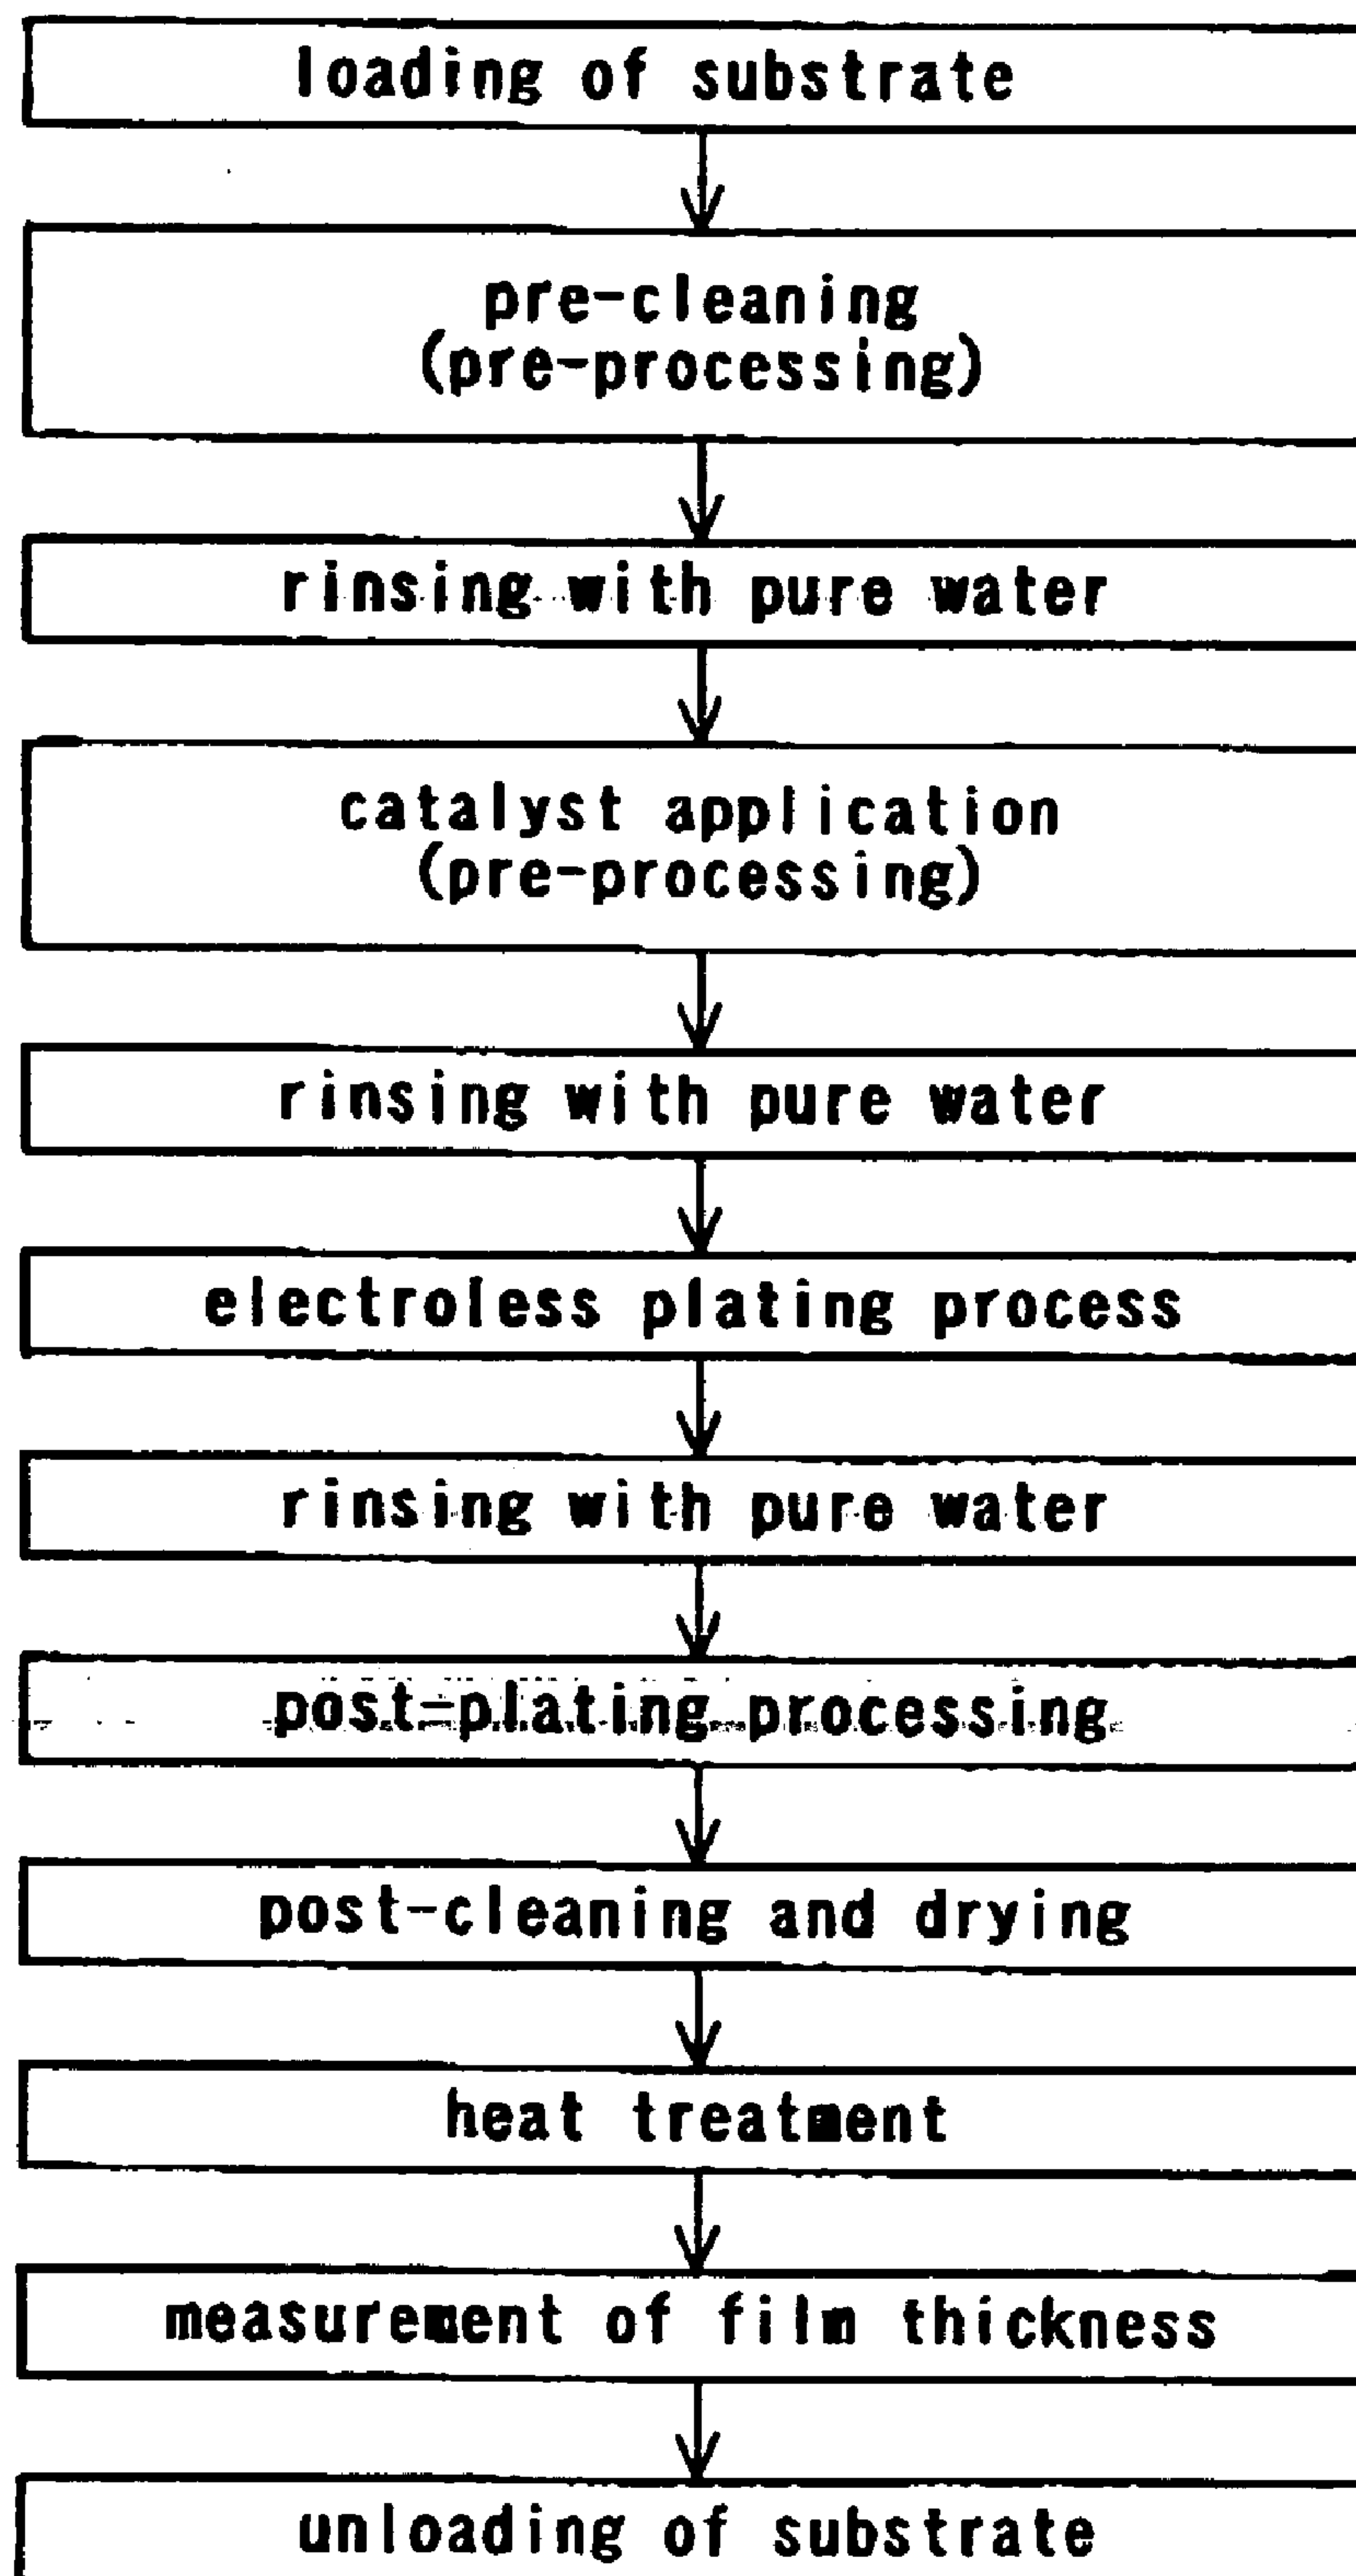 loading of substrate
pre-cleaning
(pre-processing)
rinsing with pure water
catalyst application
(pre-processing)
rinsing with pure water
electroless plating process
rinsing with pure water
post-plating processing
post-cleaning and drying
heat treatment
measurement of film thickness
unloading of substrate